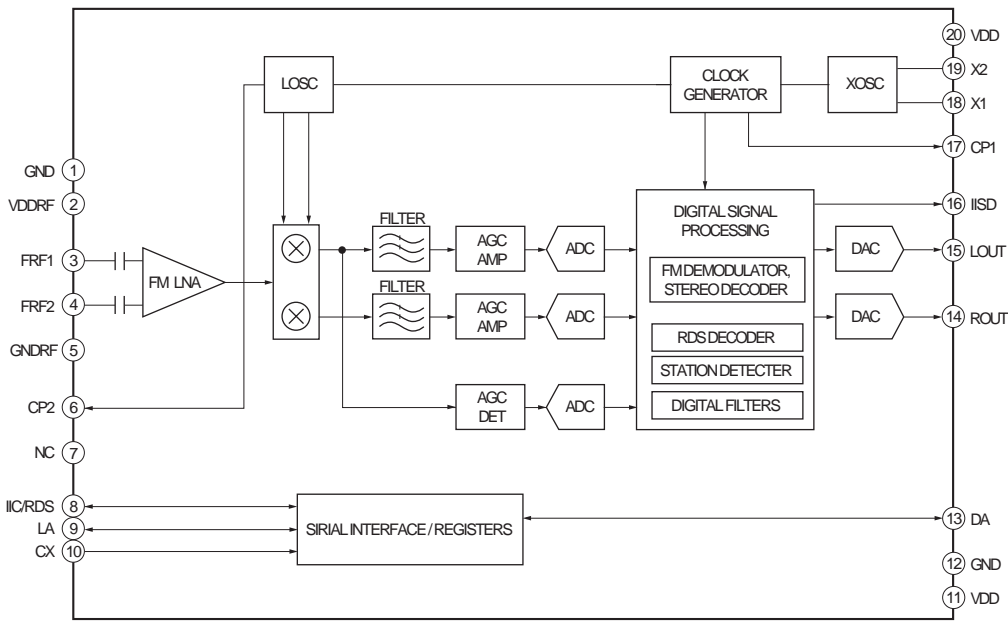 20 VDD
LOSC
CLOCK
GENERATOR
XOSC
19 X2
18 X1
17 CP1
GND 1
VDDRF 2
16 IISD
FILTER
DIGITAL SIGNAL
PROCESSING
AGC
AMP
ADC
DAC
15 LOUT
FRF1 3
FM LNA
FM DEMODULATOR,
STEREO DECODER
FRF2 4
FILTER
AGC
AMP
ADC
DAC
14 ROUT
RDS DECODER
GNDRF 5
STATION DETECTER
CP2 6
AGC
DET
ADC
DIGITAL FILTERS
NC 7
IIC/RDS 8
LA 9
CX 10
SIRIAL INTERFACE / REGISTERS
13 DA
12 GND
11 VDD